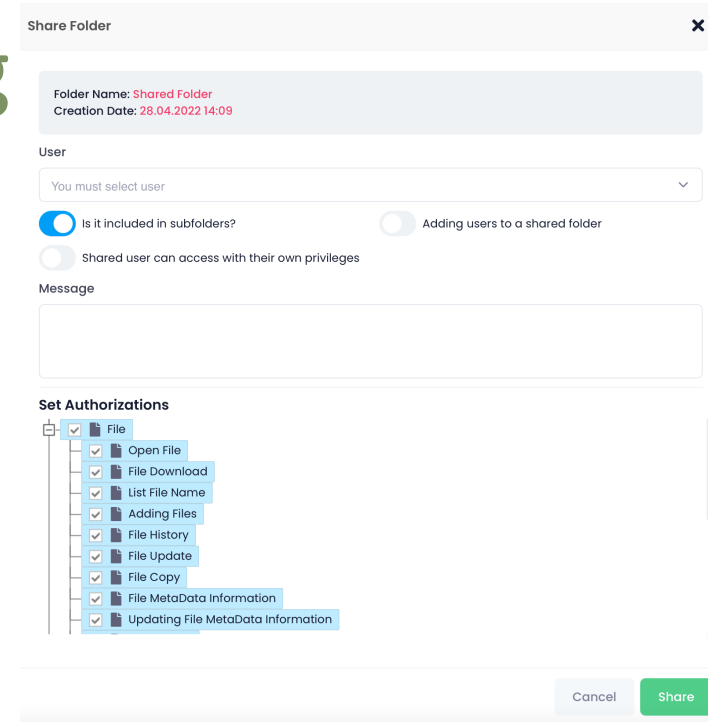 Share Folder
Folder Name: Shared Folder
Creation Date: 28.04.2022 14:09
User
You must select user
Is it included in subfolders? Adding users to a shared folder
Shared user can access with their own privileges
Message
Set Authorizations
File
Open File
File Download
List File Name
Adding Files
File History
File Update
File Copy
File MetaData Information
Updating File MetaData Information
Cancel Share